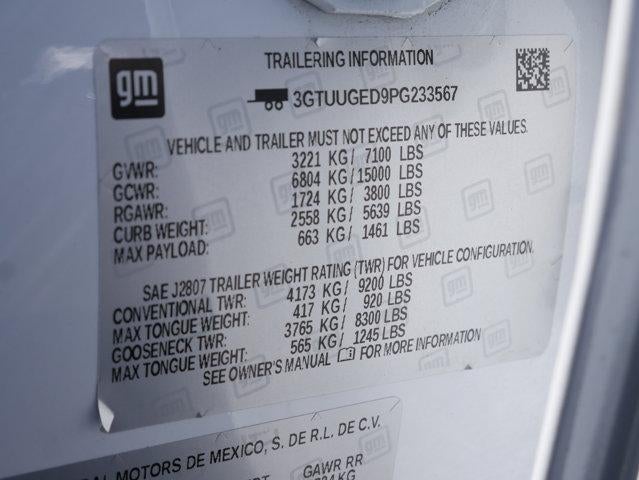 gm
TRAILERING INFORMATION
3GTUUGED9PG233567
VEHICLE AND TRAILER MUST NOT EXCEED ANY OF THESE VALUES.
GVWR: 3221 KG/ 7100 LBS
GCWR: 6804 KG/ 15000 LBS
RGAWR: 1724 KG/ 3800 LBS
CURB WEIGHT: 2558 KG/ 5639 LBS
MAX PAYLOAD: 663 KG/ 1461 LBS
SAE J2807 TRAILER WEIGHT RATING (TWR) FOR VEHICLE CONFIGURATION.
CONVENTIONAL TWR: 4173 KG/ 9200 LBS
MAX TONGUE WEIGHT: 417 KG/ 920 LBS
GOOSENECK TWR: 3765 KG/ 8300 LBS
MAX TONGUE WEIGHT: 565 KG/ 1245 LBS
SEE OWNER'S MANUAL FOR MORE INFORMATION
MOTORS DE MEXICO, S. DE R.L. DE C.V.
GAWR RR
KG